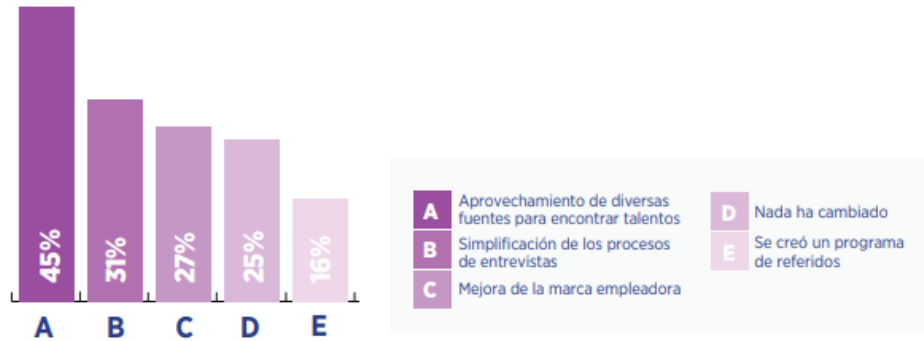 45%
31%
27%
25%
16%
A
B
C
D
E
A
Aprovechamiento de diversas
fuentes para encontrar talentos
B
Simplificación de los procesos
de entrevistas
C
Mejora de la marca empleadora
D
Nada ha cambiado
E
Se creó un programa
de referidos